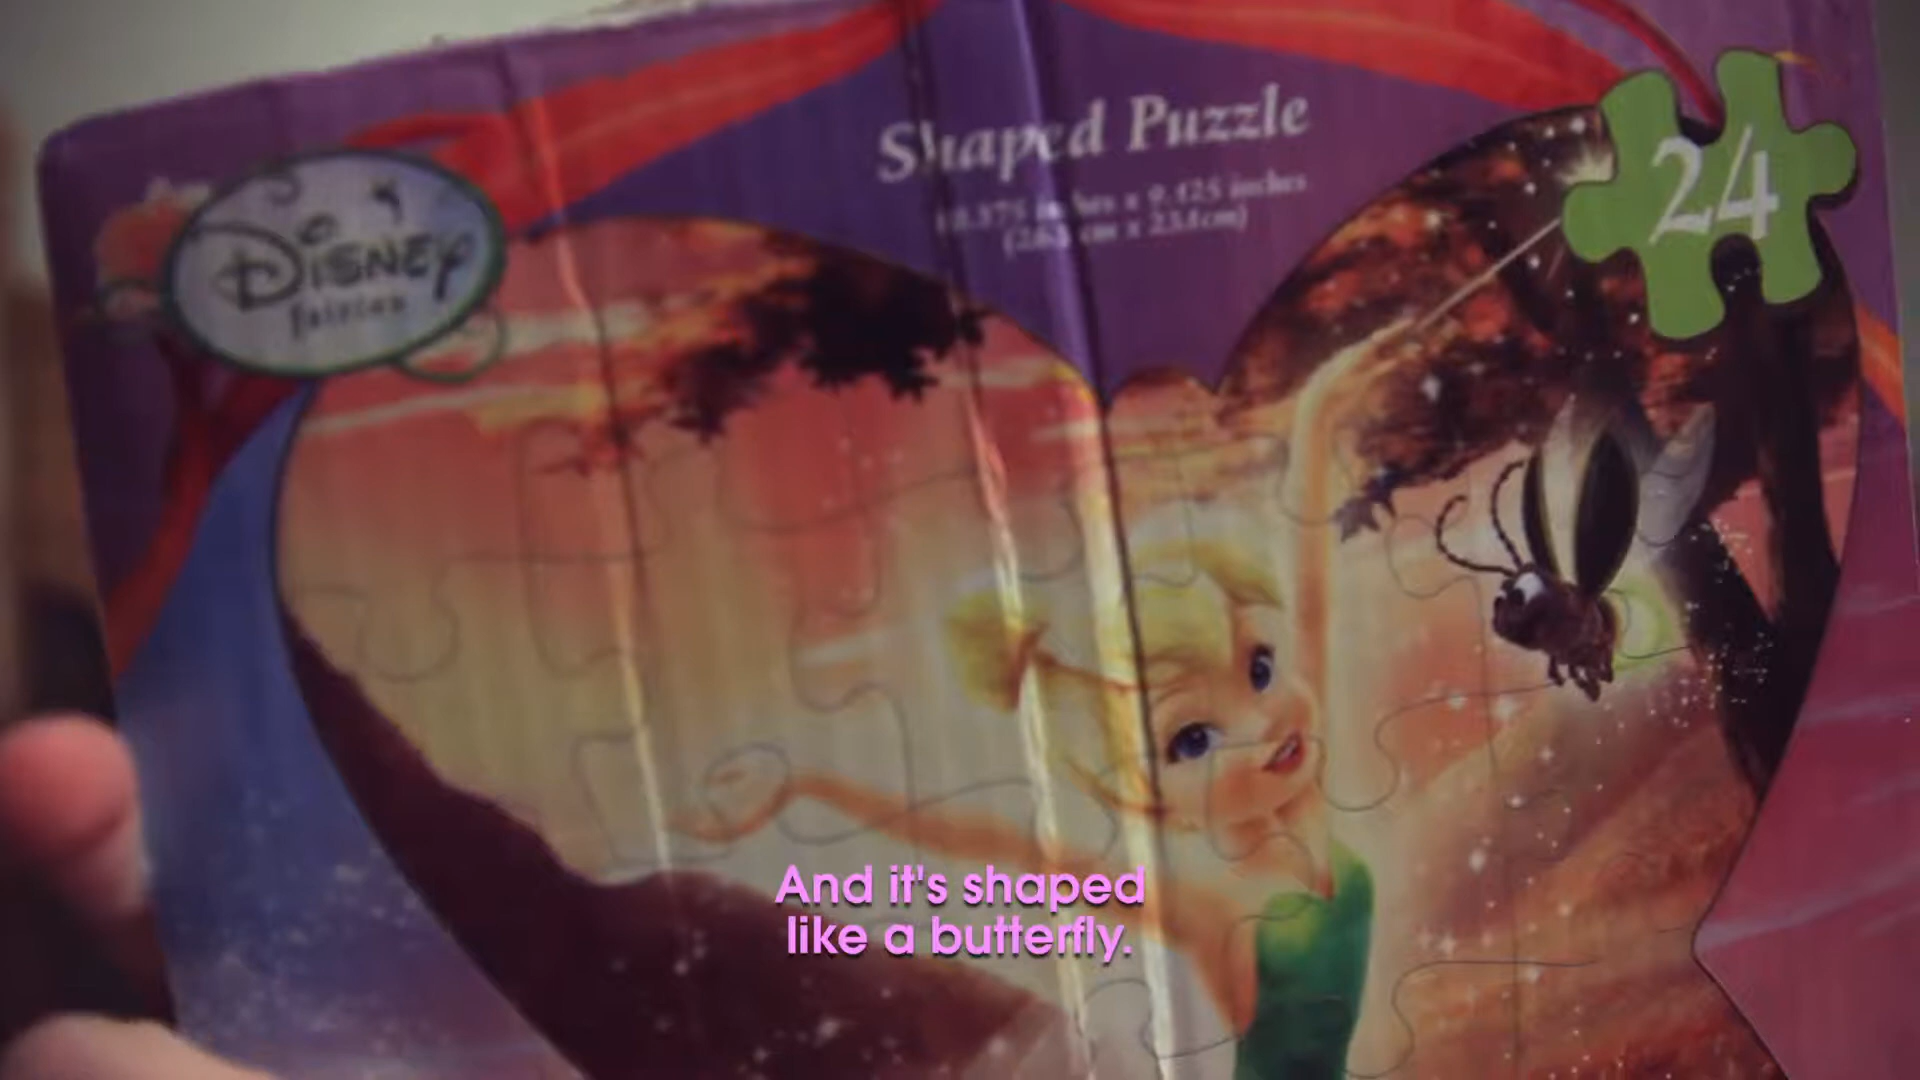 Disney
fairies
Shaped Puzzle
24
And it's shaped
like a butterfly.